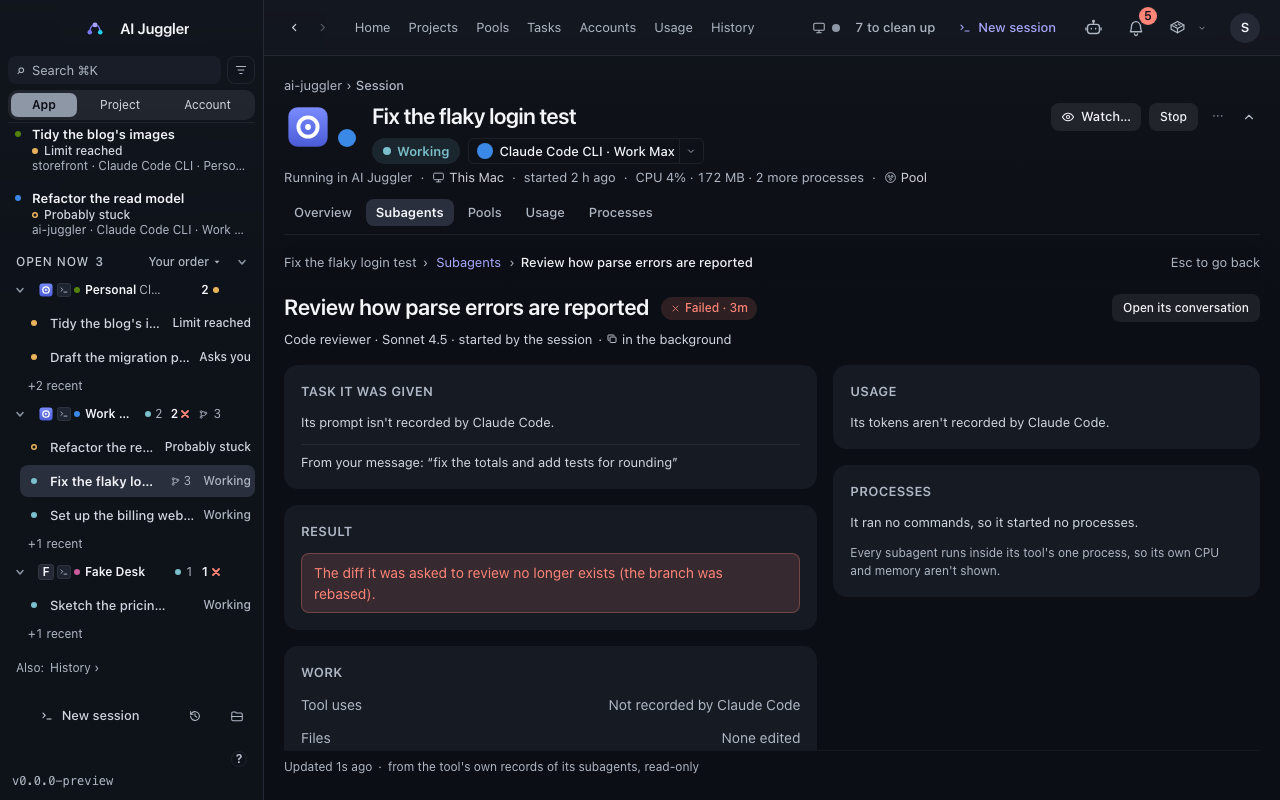 AI Juggler
Search ⌘K
App Project Account
Tidy the blog's images
Limit reached
storefront · Claude Code CLI · Perso...
Refactor the read model
Probably stuck
ai-juggler · Claude Code CLI · Work ...
OPEN NOW 3 Your order
Personal Cl... 2
Tidy the blog's i... Limit reached
Draft the migration p... Asks you
+2 recent
Work ... 2 2 3
Refactor the re... Probably stuck
Fix the flaky lo... 3 Working
Set up the billing web... Working
+1 recent
F Fake Desk 1 1
Sketch the pricin... Working
+1 recent
Also: History ›
New session
?
v0.0.0-preview
Home Projects Pools Tasks Accounts Usage History 7 to clean up New session 5 S
ai-juggler › Session
Fix the flaky login test
Watch... Stop ...
Working Claude Code CLI · Work Max
Running in AI Juggler · This Mac · started 2 h ago · CPU 4% · 172 MB · 2 more processes · Pool
Overview Subagents Pools Usage Processes
Fix the flaky login test › Subagents › Review how parse errors are reported Esc to go back
Review how parse errors are reported × Failed · 3m Open its conversation
Code reviewer · Sonnet 4.5 · started by the session · in the background
TASK IT WAS GIVEN
Its prompt isn't recorded by Claude Code.
From your message: “fix the totals and add tests for rounding”
RESULT
The diff it was asked to review no longer exists (the branch was
rebased).
WORK
Tool uses Not recorded by Claude Code
Files None edited
USAGE
Its tokens aren't recorded by Claude Code.
PROCESSES
It ran no commands, so it started no processes.
Every subagent runs inside its tool's one process, so its own CPU
and memory aren't shown.
Updated 1s ago · from the tool's own records of its subagents, read-only